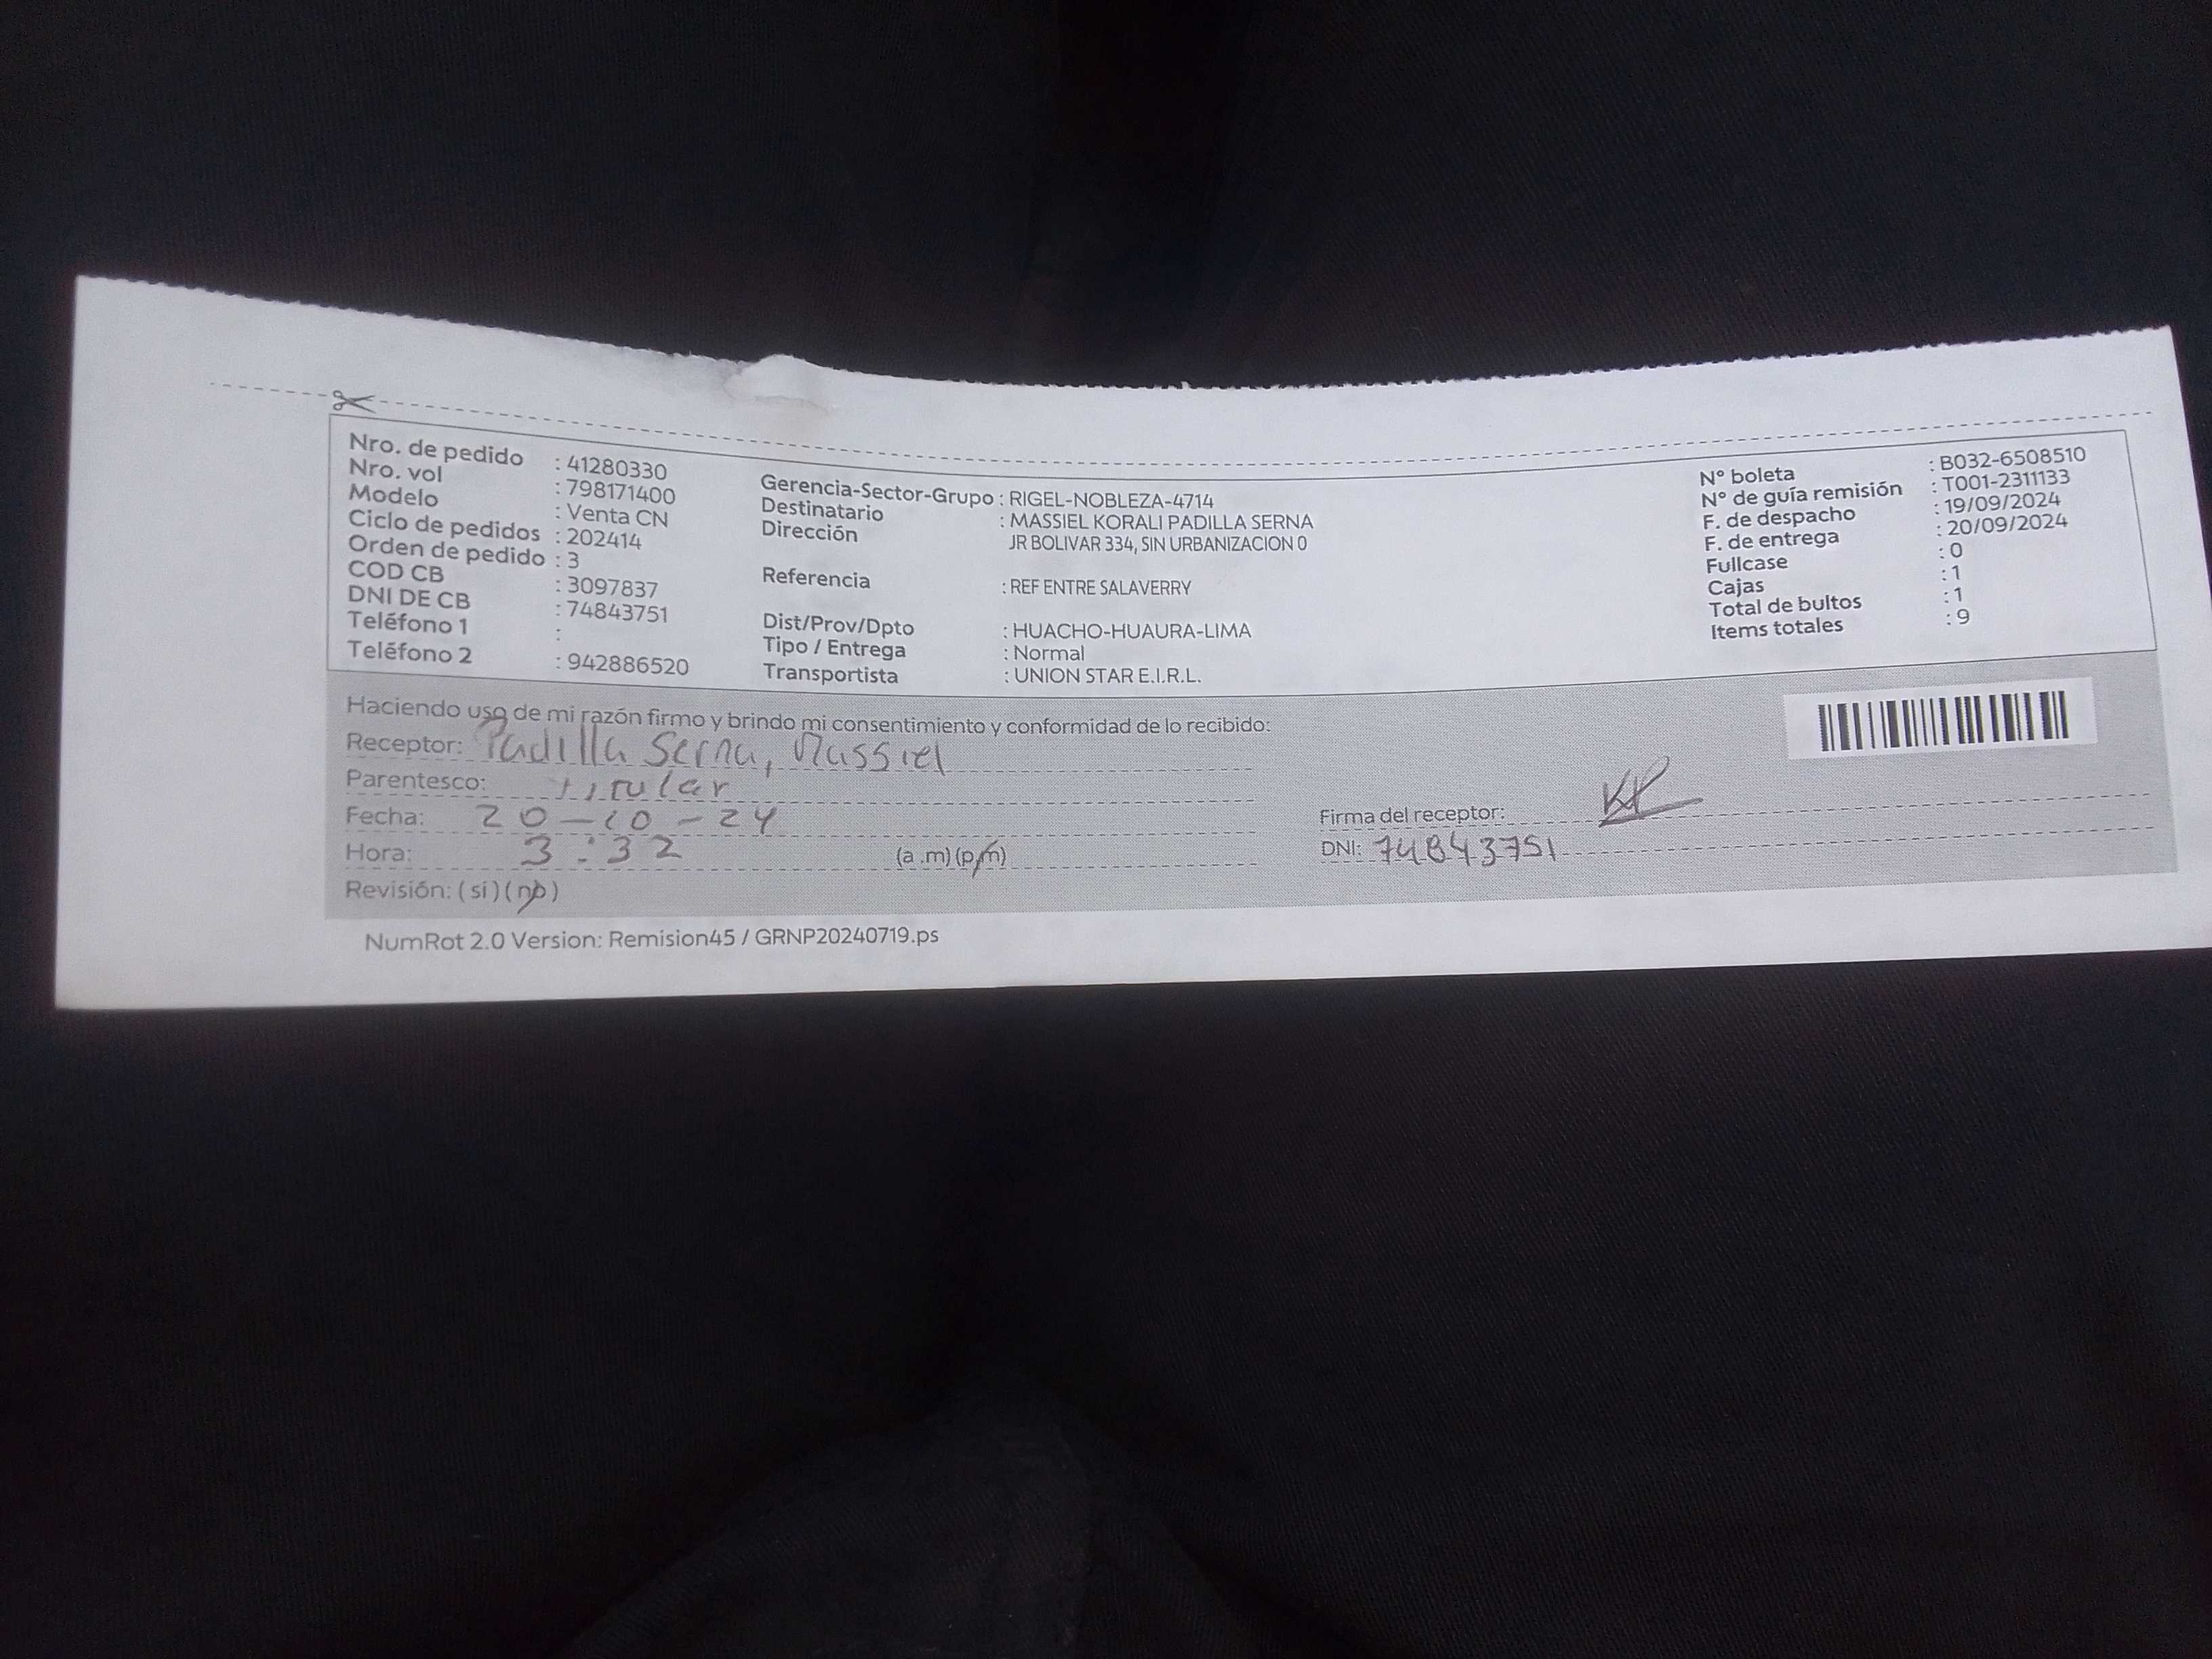 Nro. de pedido : 41280330
Nro. vol : 798171400
Modelo : Venta CN
Ciclo de pedidos : 202414
Orden de pedido : 3
COD CB : 3097837
DNI DE CB : 74843751
Teléfono 1 :
Teléfono 2 : 942886520
Gerencia-Sector-Grupo : RIGEL-NOBLEZA-4714
Destinatario : MASSIEL KORALI PADILLA SERNA
Dirección JR BOLIVAR 334, SIN URBANIZACION 0
Referencia : REF ENTRE SALAVERRY
Dist/Prov/Dpto : HUACHO-HUAURA-LIMA
Tipo / Entrega : Normal
Transportista : UNION STAR E.I.R.L.
N° boleta : B032-6508510
N° de guía remisión : T001-2311133
F. de despacho : 19/09/2024
F. de entrega : 20/09/2024
Fullcase : 0
Cajas : 1
Total de bultos : 1
Items totales : 9
Haciendo uso de mi razón firmo y brindo mi consentimiento y conformidad de lo recibido:
Receptor: Padilla Serna, Massiel
Parentesco: titular
Fecha: 20-10-24
Hora: 3:32 (a .m) (p/m)
Revisión: (si) (no)
Firma del receptor:
DNI: 74843751
NumRot 2.0 Version: Remision45 / GRNP20240719.ps